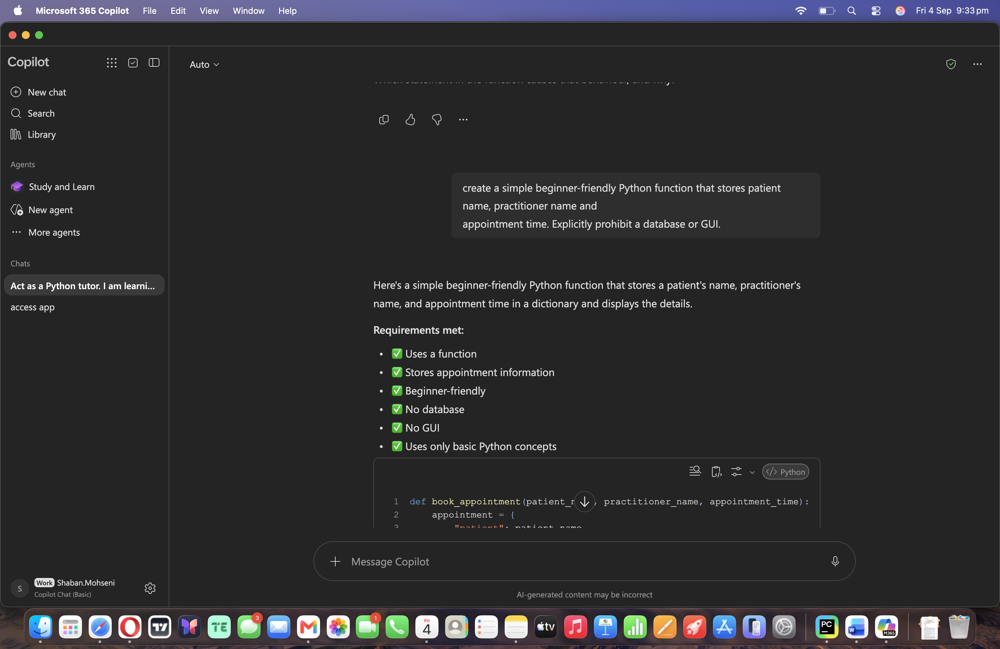 Microsoft 365 Copilot File Edit View Window Help Fri 4 Sep 9:33 pm
Copilot
Auto
New chat
Search
Library
Agents
Study and Learn
New agent
More agents
Chats
Act as a Python tutor. I am learni...
access app
Work Shaban.Mohseni
S
Copilot Chat (Basic)
create a simple beginner-friendly Python function that stores patient
name, practitioner name and
appointment time. Explicitly prohibit a database or GUI.
Here's a simple beginner-friendly Python function that stores a patient's name, practitioner's
name, and appointment time in a dictionary and displays the details.
Requirements met:
• ✅ Uses a function
• ✅ Stores appointment information
• ✅ Beginner-friendly
• ✅ No database
• ✅ No GUI
• ✅ Uses only basic Python concepts
</> Python
1 def book_appointment( , practitioner_name, appointment_time):
2 appointment = {
3 "patient": patient_name
Message Copilot
AI-generated content may be incorrect
3
1
Fri
4
tv
PC
W
M365